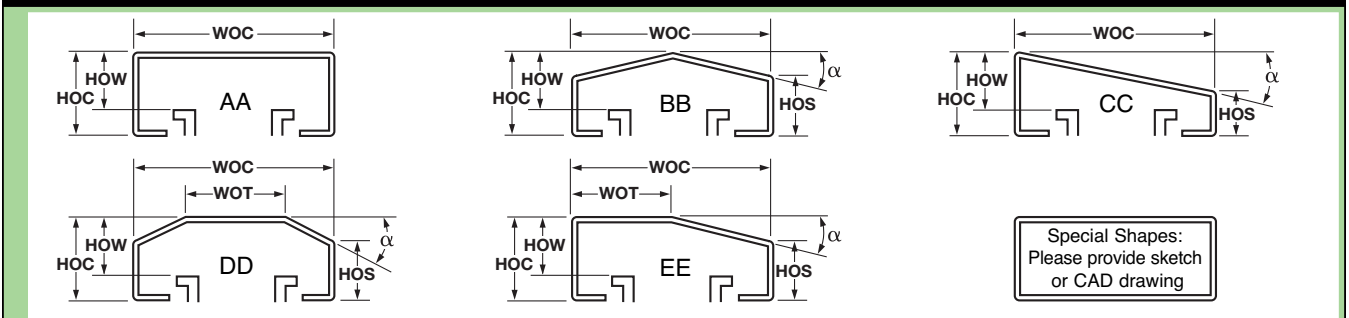 WOC
HOW
HOC
AA
WOC
HOW
HOC
α
HOS
BB
WOC
HOW
HOC
α
HOS
CC
WOC
WOT
HOW
HOC
α
HOS
DD
WOC
WOT
HOW
HOC
α
HOS
EE
Special Shapes:
Please provide sketch
or CAD drawing